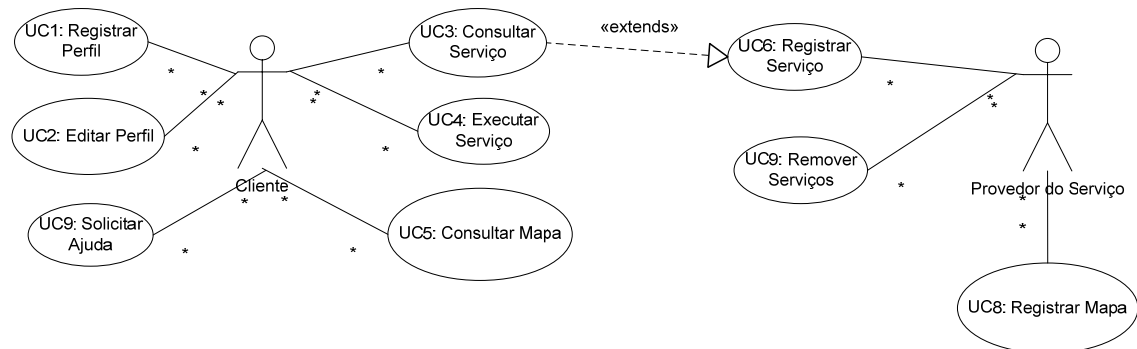 UC1: Registrar
Perfil
UC3: Consultar
Serviço
«extends»
UC6: Registrar
Serviço
*
*
*
*
*
*
*
*
*
*
UC2: Editar Perfil
UC4: Executar
Serviço
*
*
UC9: Remover
Serviços
*
Cliente
Provedor do Serviço
*
*
*
UC9: Solicitar
Ajuda
UC5: Consultar Mapa
*
*
*
UC8: Registrar Mapa